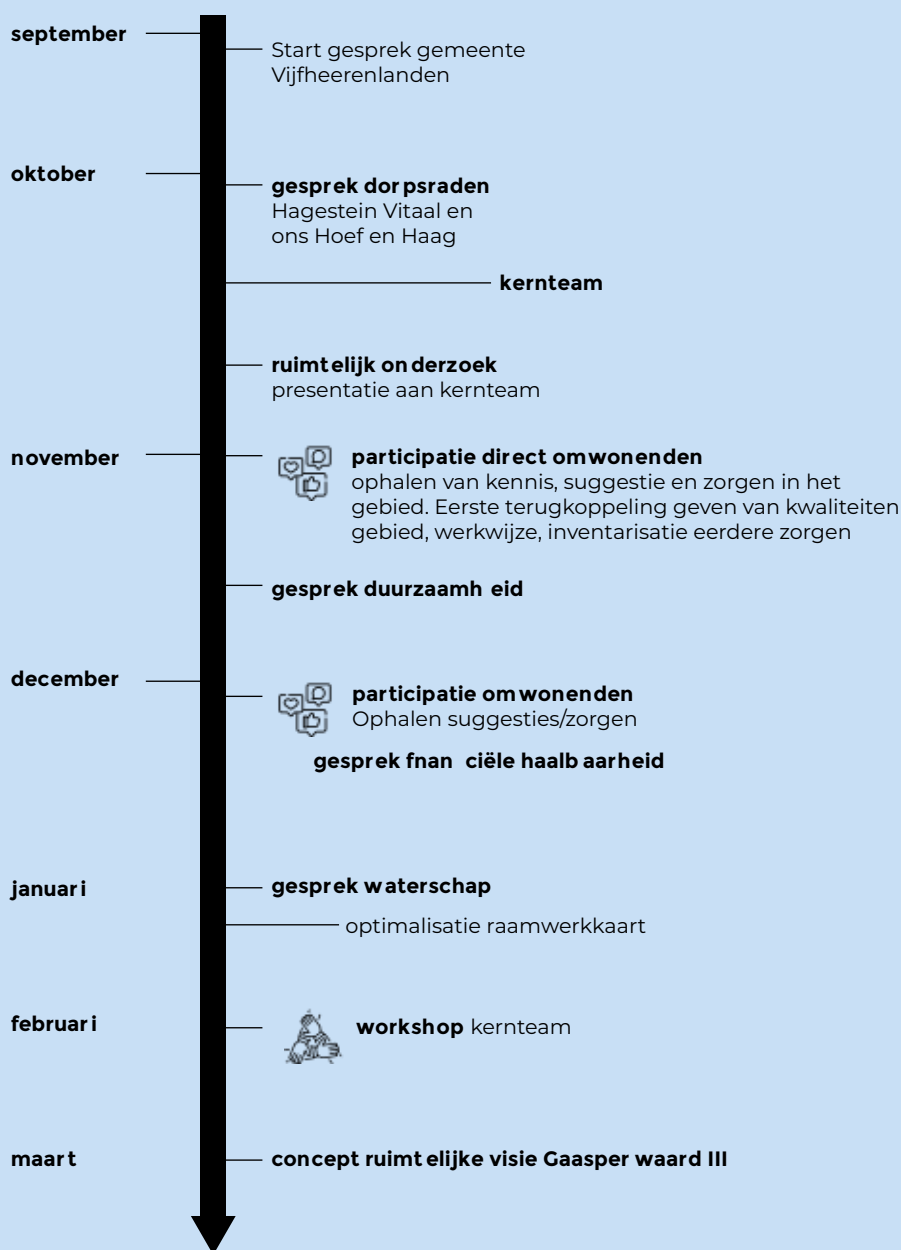 september
Start gesprek gemeente
Vijfheerenlanden
oktober
gesprek dorpsraden
Hagestein Vitaal en
ons Hoef en Haag
kernteam
ruimtelijk onderzoek
presentatie aan kernteam
november
participatie direct omwonenden
ophalen van kennis, suggestie en zorgen in het
gebied. Eerste terugkoppeling geven van kwaliteiten
gebied, werkwijze, inventarisatie eerdere zorgen
gesprek duurzaamh eid
december
participatie omwonenden
Ophalen suggesties/zorgen
gesprek fnan ciële haalb aarheid
januari
gesprek waterschap
optimalisatie raamwerkkaart
februari
workshop kernteam
maart
concept ruimtelijke visie Gaasperwaard III